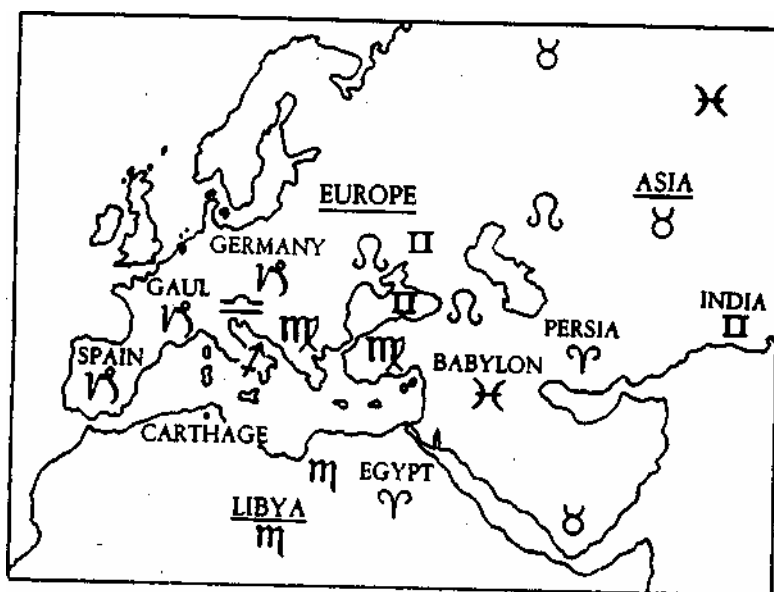 ♉
♓
EUROPE
ASIA
♌
♉
GERMANY
♌ ♊
♑
GAUL
♎
INDIA
♑
♍
♊
♌
PERSIA
♊
SPAIN
♍
BABYLON
♈
♑
♐
♓
CARTHAGE
EGYPT
♏
♈
LIBYA
♉
♏